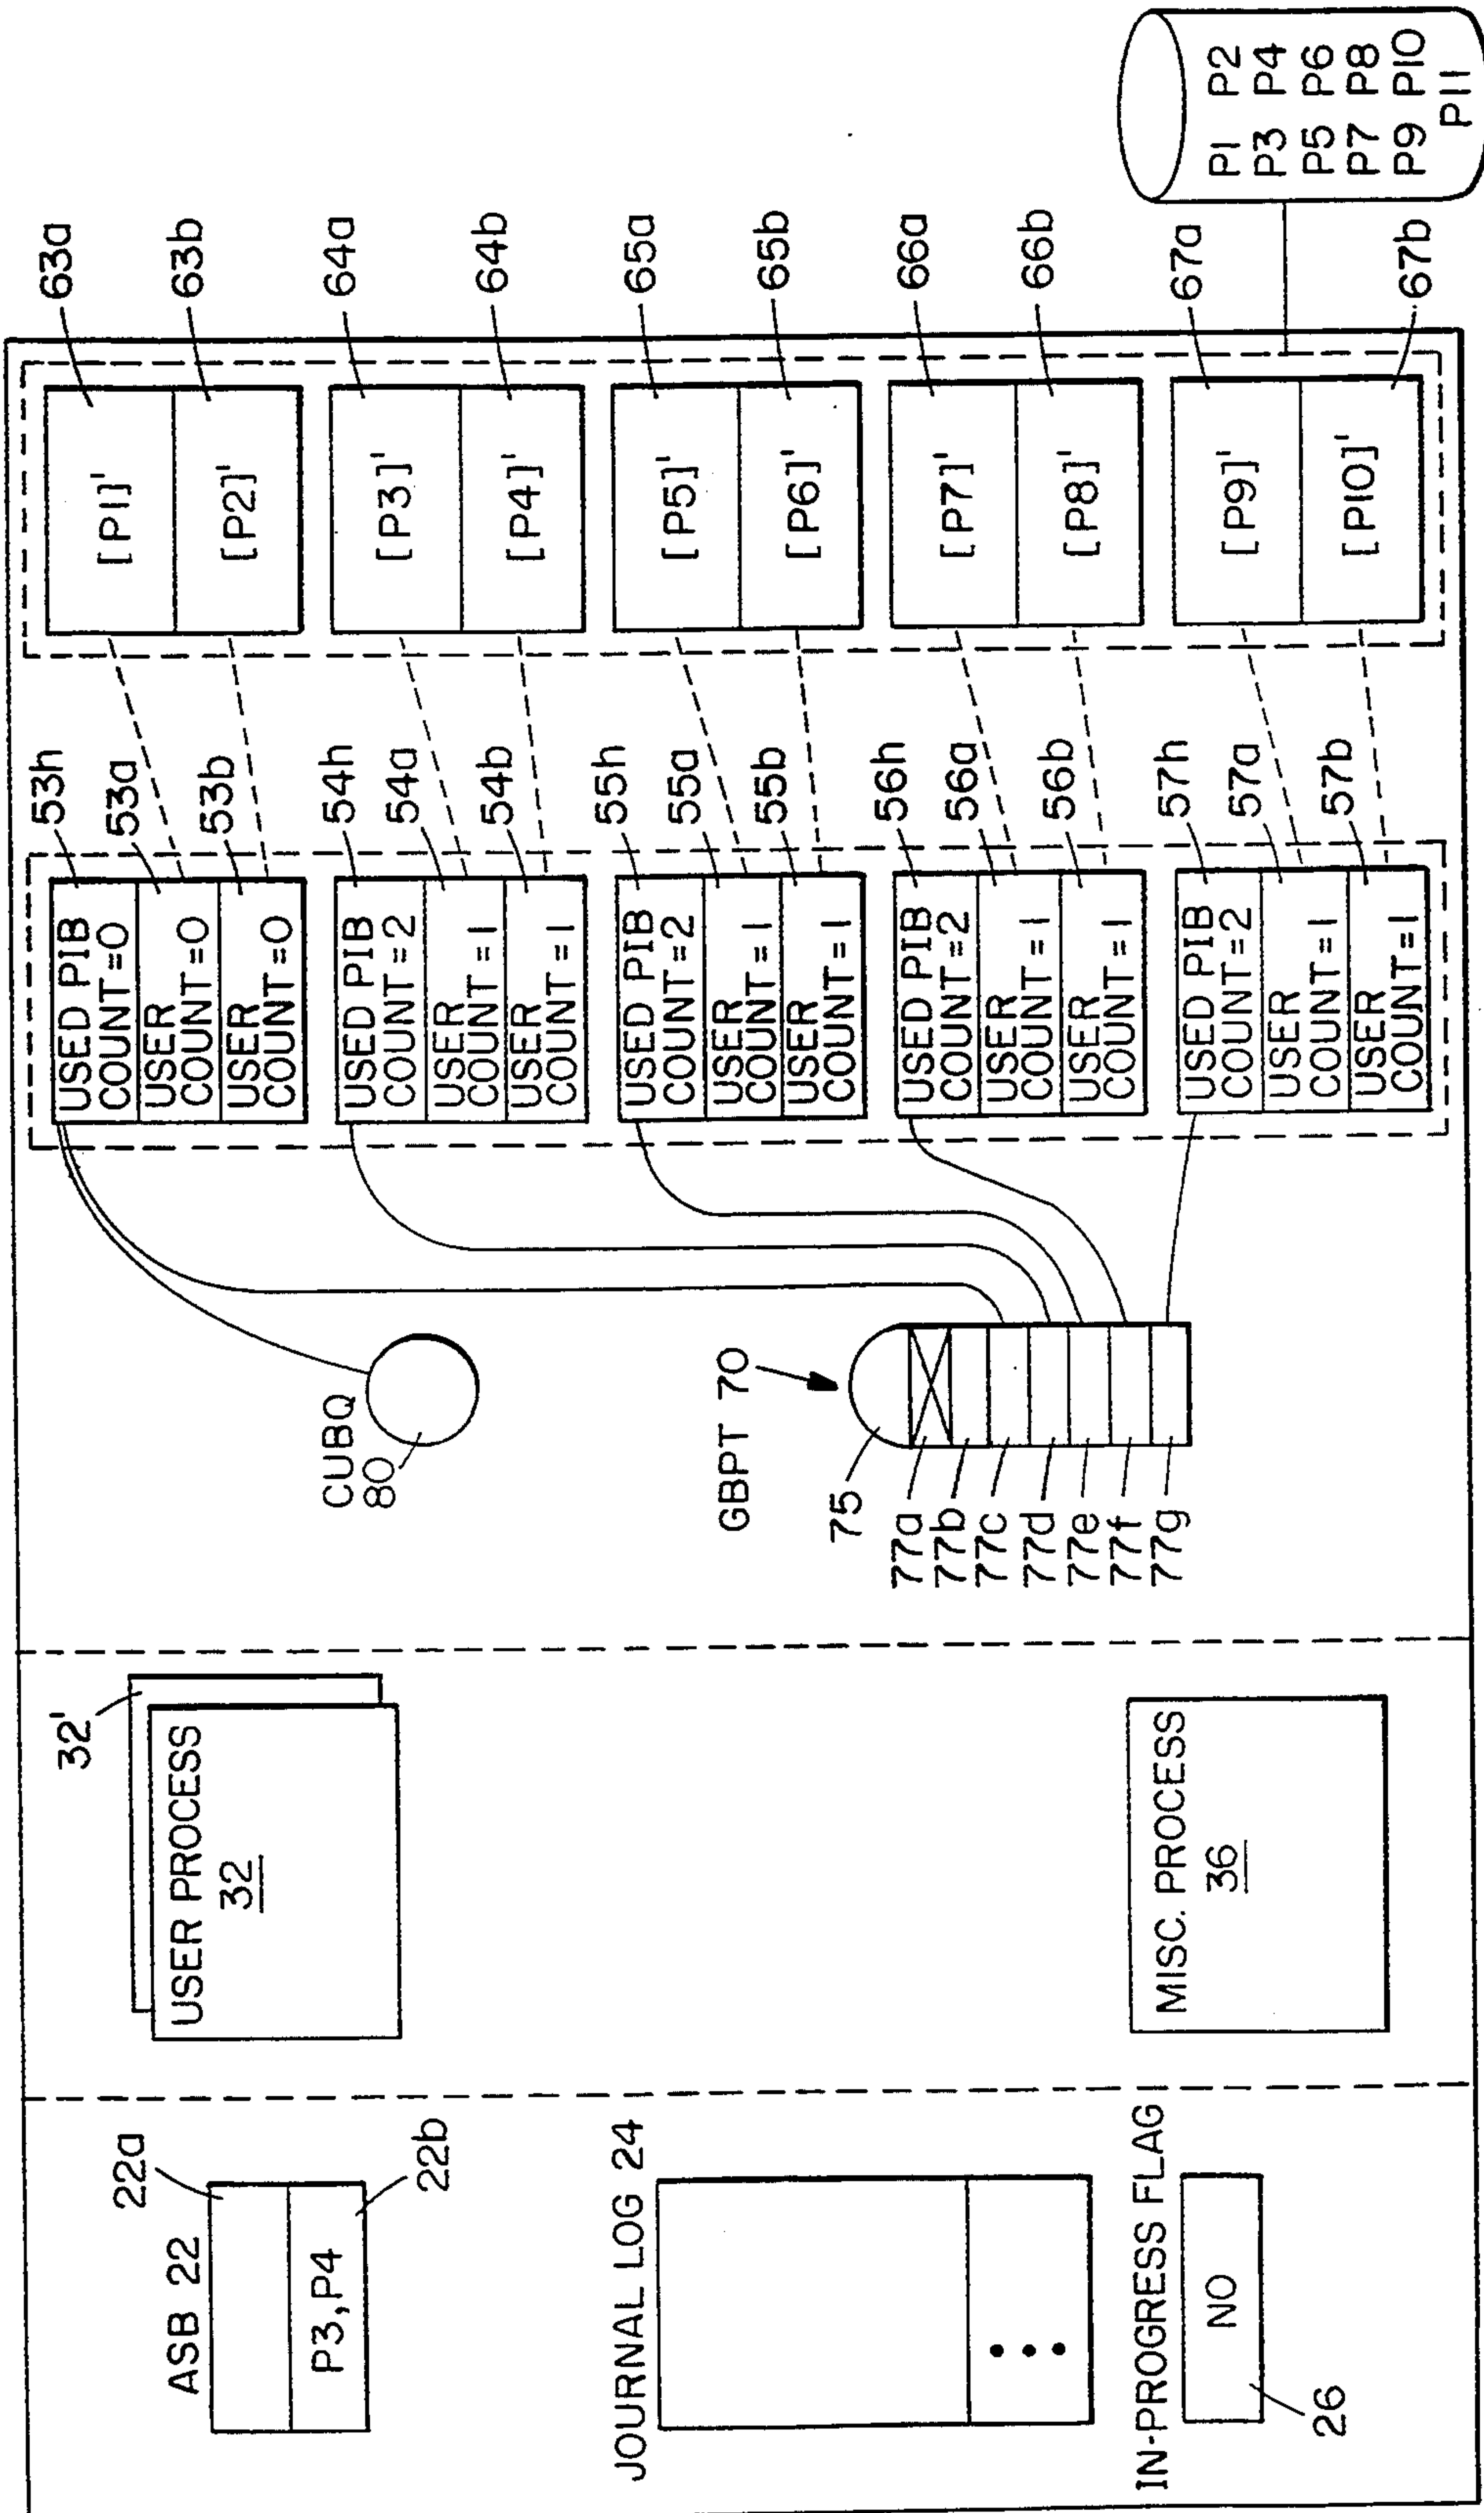 ASB 22
22a
P3,P4
22b
JOURNAL LOG 24
IN-PROGRESS FLAG
NO
26
32'
USER PROCESS
32
MISC. PROCESS
36
CUBQ
80
GBPT 70
75
77a
77b
77c
77d
77e
77f
77g
53h
53a
53b
USED PIB
COUNT=0
USER
COUNT=0
USER
COUNT=0
54h
54a
54b
USED PIB
COUNT=2
USER
COUNT=1
USER
COUNT=1
55h
55a
55b
USED PIB
COUNT=2
USER
COUNT=1
USER
COUNT=1
56h
56a
56b
USED PIB
COUNT=2
USER
COUNT=1
USER
COUNT=1
57h
57a
57b
USED PIB
COUNT=2
USER
COUNT=1
USER
COUNT=1
63a
[P1]'
63b
[P2]'
64a
[P3]'
64b
[P4]'
65a
[P5]'
65b
[P6]'
66a
[P7]'
66b
[P8]'
67a
[P9]'
67b
[P10]'
P1 P2
P3 P4
P5 P6
P7 P8
P9 P10
P11